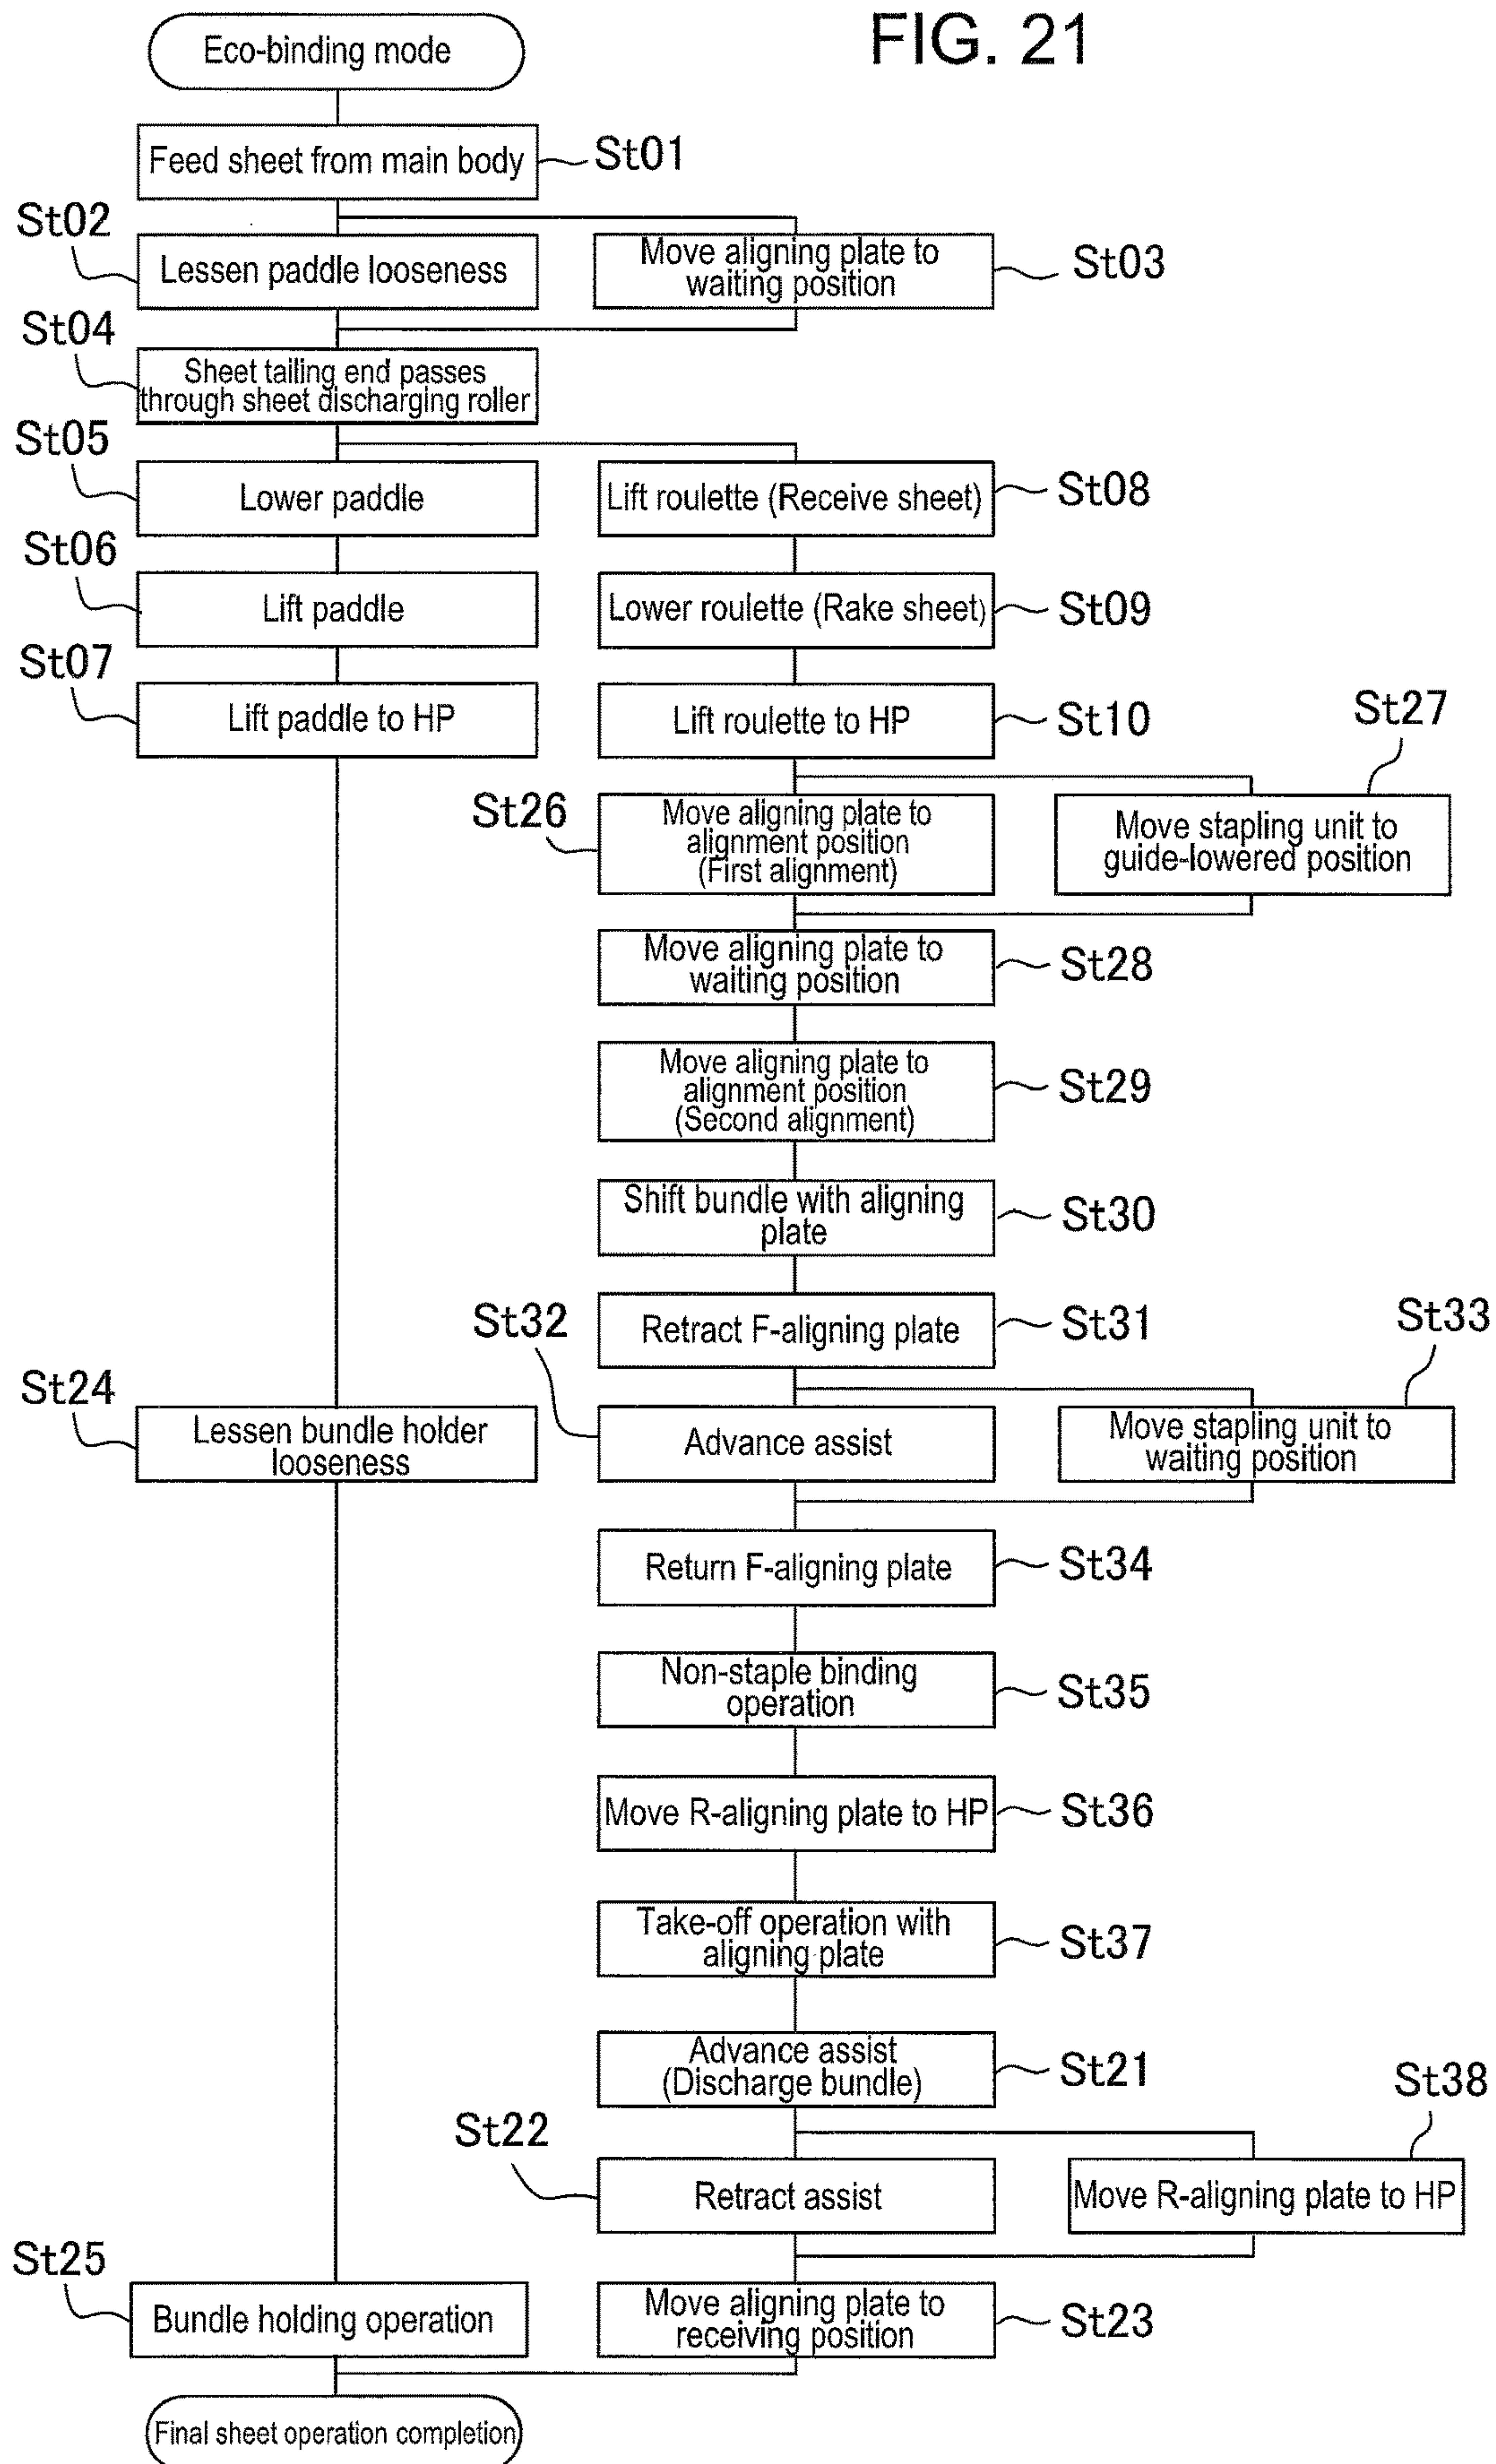 FIG. 21
Eco-binding mode
Feed sheet from main body
St01
St02
Lessen paddle looseness
Move aligning plate to
waiting position
St03
St04
Sheet tailing end passes
through sheet discharging roller
St05
Lower paddle
Lift roulette (Receive sheet)
St08
St06
Lift paddle
Lower roulette (Rake sheet)
St09
St07
Lift paddle to HP
Lift roulette to HP
St10
St27
St26
Move aligning plate to
alignment position
(First alignment)
Move stapling unit to
guide-lowered position
Move aligning plate to
waiting position
St28
Move aligning plate to
alignment position
(Second alignment)
St29
Shift bundle with aligning
plate
St30
Retract F-aligning plate
St31
St32
St33
St24
Lessen bundle holder
looseness
Advance assist
Move stapling unit to
waiting position
Return F-aligning plate
St34
Non-staple binding
operation
St35
Move R-aligning plate to HP
St36
Take-off operation with
aligning plate
St37
Advance assist
(Discharge bundle)
St21
St38
St22
Retract assist
Move R-aligning plate to HP
St25
Bundle holding operation
Move aligning plate to
receiving position
St23
Final sheet operation completion